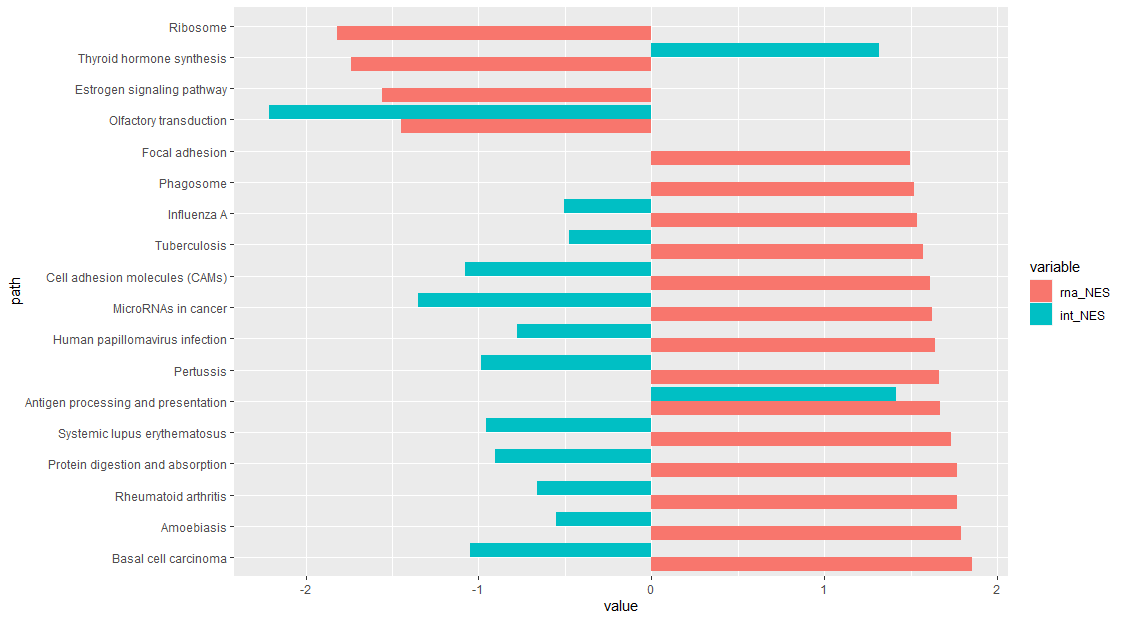 Ribosome
Thyroid hormone synthesis
Estrogen signaling pathway
Olfactory transduction
Focal adhesion
Phagosome
Influenza A
Tuberculosis
Cell adhesion molecules (CAMs)
MicroRNAs in cancer
Human papillomavirus infection
Pertussis
Antigen processing and presentation
Systemic lupus erythematosus
Protein digestion and absorption
Rheumatoid arthritis
Amoebiasis
Basal cell carcinoma
path
-2 -1 0 1 2
value
variable
rna_NES
int_NES